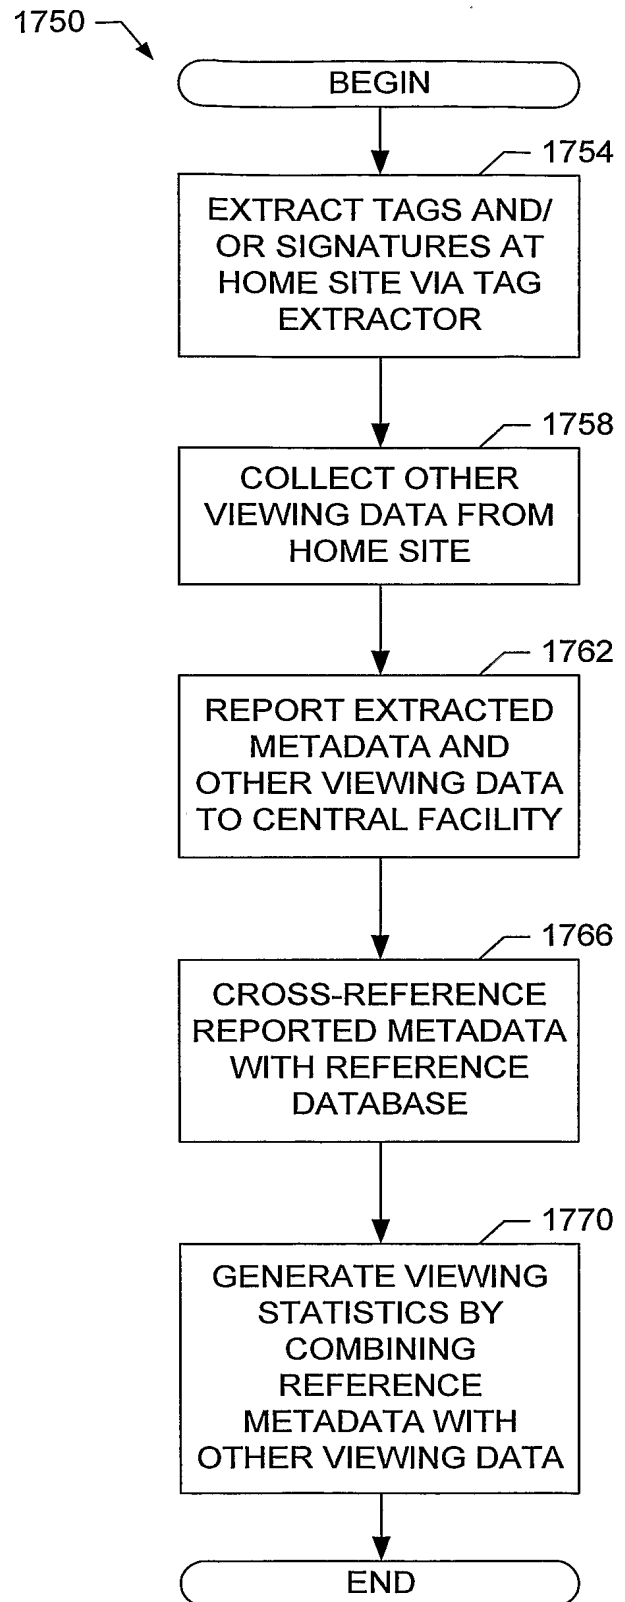 1750
BEGIN
1754
EXTRACT TAGS AND/
OR SIGNATURES AT
HOME SITE VIA TAG
EXTRACTOR
1758
COLLECT OTHER
VIEWING DATA FROM
HOME SITE
1762
REPORT EXTRACTED
METADATA AND
OTHER VIEWING DATA
TO CENTRAL FACILITY
1766
CROSS-REFERENCE
REPORTED METADATA
WITH REFERENCE
DATABASE
1770
GENERATE VIEWING
STATISTICS BY
COMBINING
REFERENCE
METADATA WITH
OTHER VIEWING DATA
END